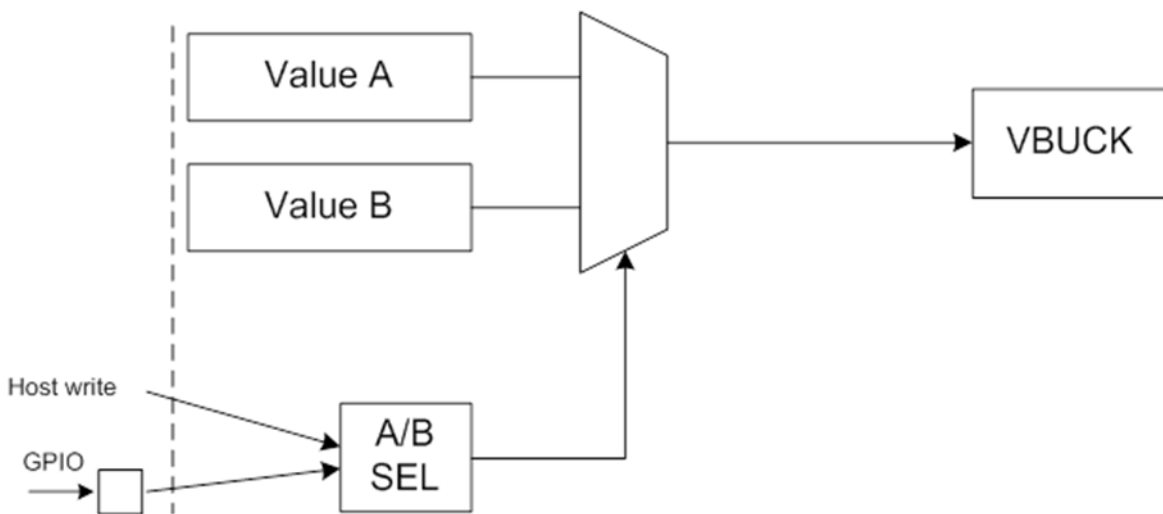 Value A
VBUCK
Value B
Host write
A/B
SEL
GPIO